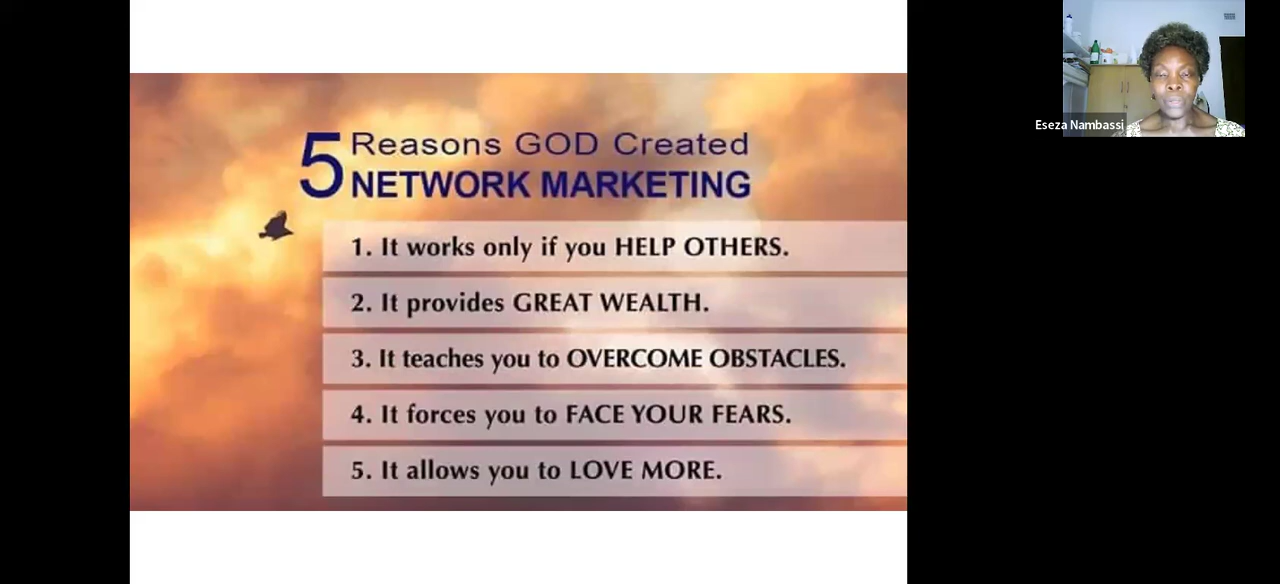 5 Reasons GOD Created
NETWORK MARKETING
1. It works only if you HELP OTHERS.
2. It provides GREAT WEALTH.
3. It teaches you to OVERCOME OBSTACLES.
4. It forces you to FACE YOUR FEARS.
5. It allows you to LOVE MORE.
Eseza Nambassi